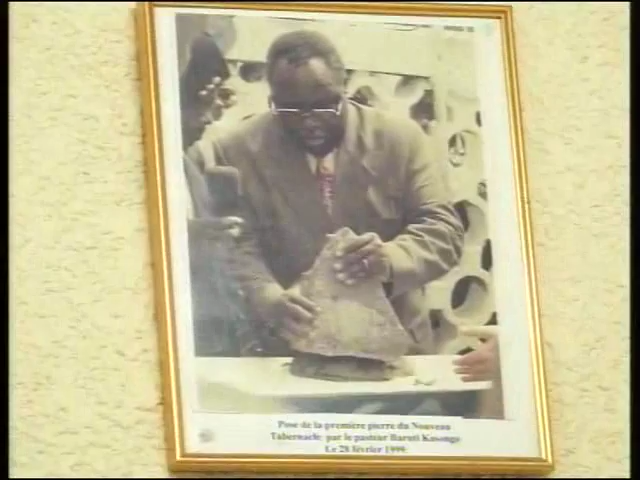 Pose de la première pierre du Nouveau
Tabernacle par le pasteur Baruti Kasongo
Le 28 février 1999